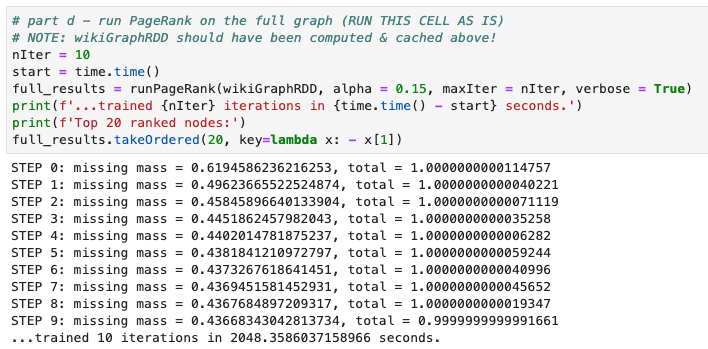 # part d - run PageRank on the full graph (RUN THIS CELL AS IS)
# NOTE: wikiGraphRDD should have been computed & cached above!
nIter = 10
start = time.time()
full_results = runPageRank(wikiGraphRDD, alpha = 0.15, maxIter = nIter, verbose = True)
print(f'...trained {nIter} iterations in {time.time() - start} seconds.')
print(f'Top 20 ranked nodes:')
full_results.takeOrdered(20, key=lambda x: - x[1])
STEP 0: missing mass = 0.6194586236216253, total = 1.0000000000114757
STEP 1: missing mass = 0.49623665522524874, total = 1.0000000000040221
STEP 2: missing mass = 0.45845896640133904, total = 1.0000000000071119
STEP 3: missing mass = 0.4451862457982043, total = 1.0000000000035258
STEP 4: missing mass = 0.4402014781875237, total = 1.0000000000006282
STEP 5: missing mass = 0.4381841210972797, total = 1.0000000000059244
STEP 6: missing mass = 0.4373267618641451, total = 1.0000000000040996
STEP 7: missing mass = 0.4369451581452931, total = 1.0000000000045652
STEP 8: missing mass = 0.4367684897209317, total = 1.0000000000019347
STEP 9: missing mass = 0.43668343042813734, total = 0.9999999999991661
...trained 10 iterations in 2048.3586037158966 seconds.